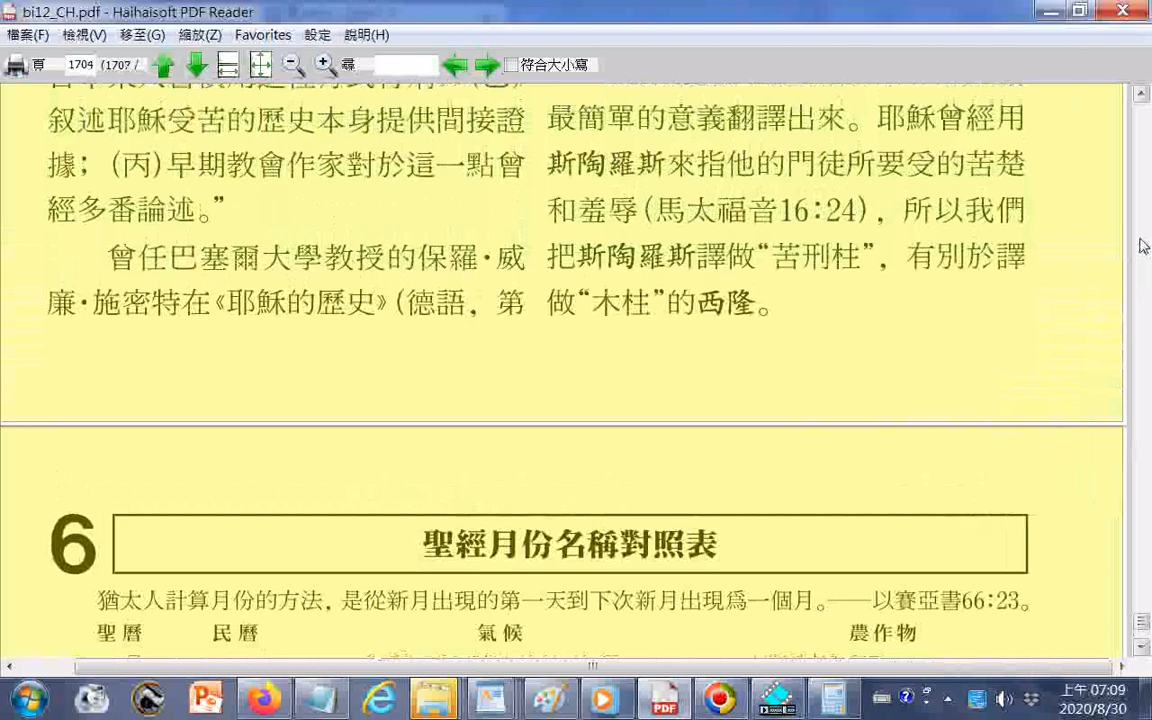 bi12_CH.pdf - Haihaisoft PDF Reader
檔案(F) 檢視(V) 移至(G) 縮放(Z) Favorites 設定 說明(H)
頁 1704 (1707 / 尋 符合大小寫
叙述耶穌受苦的歷史本身提供間接證
據；(丙)早期教會作家對於這一點曾
經多番論述。”
曾任巴塞爾大學教授的保羅·威
廉·施密特在《耶穌的歷史》(德語，第
最簡單的意義翻譯出來。耶穌曾經用
斯陶羅斯來指他的門徒所要受的苦楚
和羞辱(馬太福音16:24)，所以我們
把斯陶羅斯譯做“苦刑柱”，有別於譯
做“木柱”的西隆。
6 聖經月份名稱對照表
猶太人計算月份的方法，是從新月出現的第一天到下次新月出現爲一個月。——以賽亞書66:23。
聖曆 民曆 氣候 農作物
上午 07:09
2020/8/30